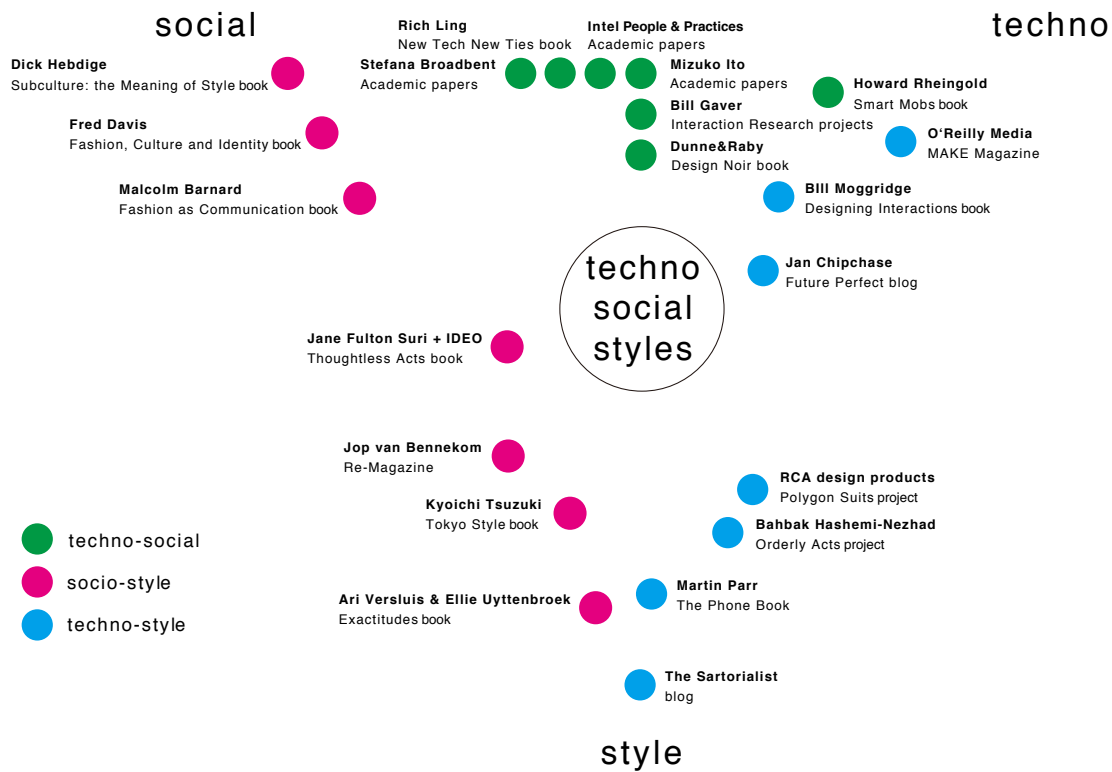 social
techno
Rich Ling
New Tech New Ties book
Intel People & Practices
Academic papers
Dick Hebdige
Subculture: the Meaning of Style book
Stefana Broadbent
Academic papers
Mizuko Ito
Academic papers
Howard Rheingold
Smart Mobs book
Fred Davis
Fashion, Culture and Identity book
Bill Gaver
Interaction Research projects
O'Reilly Media
MAKE Magazine
Dunne&Raby
Design Noir book
Malcolm Barnard
Fashion as Communication book
BIll Moggridge
Designing Interactions book
techno
social
styles
Jan Chipchase
Future Perfect blog
Jane Fulton Suri + IDEO
Thoughtless Acts book
Jop van Bennekom
Re-Magazine
RCA design products
Polygon Suits project
Kyoichi Tsuzuki
Tokyo Style book
Bahbak Hashemi-Nezhad
Orderly Acts project
techno-social
socio-style
techno-style
Ari Versluis & Ellie Uyttenbroek
Exactitudes book
Martin Parr
The Phone Book
The Sartorialist
blog
style